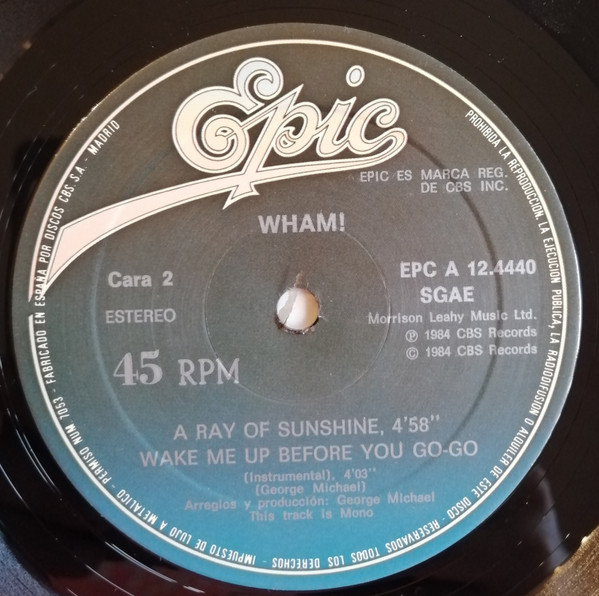 Epic
EPIC ES MARCA REG.
DE CBS INC.
WHAM!
Cara 2
ESTEREO
45 RPM
EPC A 12.4440
SGAE
Morrison Leahy Music Ltd.
Ⓟ 1984 CBS Records
© 1984 CBS Records
A RAY OF SUNSHINE, 4'58"
WAKE ME UP BEFORE YOU GO-GO
(Instrumental), 4'03"
(George Michael)
Arreglos y producción: George Michael
This track is Mono
PROHIBIDA LA REPRODUCCION, LA EJECUCION PUBLICA, LA RADIODIFUSION O ALQUILER DE ESTE DISCO - RESERVADOS TODOS LOS DERECHOS - IMPUESTO DE LUJO A METALICO - PERMISO NUM 7053 - FABRICADO EN ESPAÑA POR DISCOS CBS. S.A. - MADRID